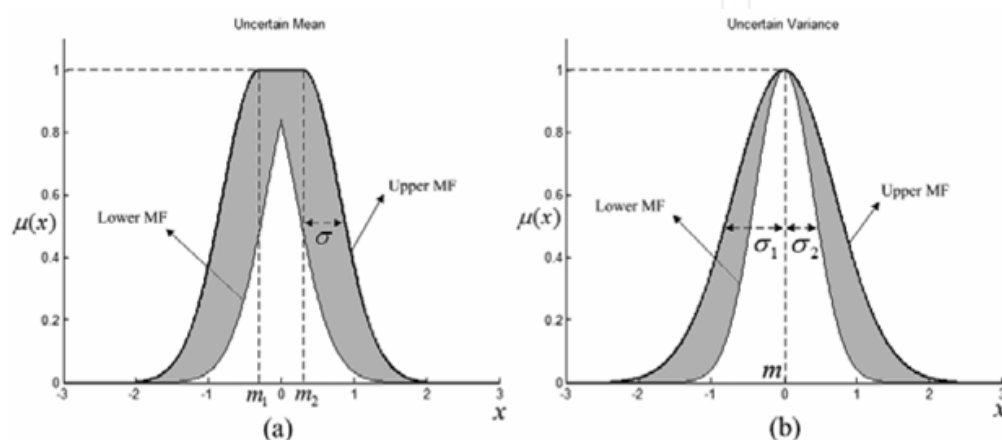 Uncertain Mean
1
0.8
0.6
μ(x)
0.4
0.2
0
Lower MF
Upper MF
σ
-3
-2
-1
m₁
0
m₂
1
2
3
x
(a)
Uncertain Variance
1
0.8
0.6
μ(x)
0.4
0.2
0
Lower MF
Upper MF
σ₁
σ₂
m
-3
-2
-1
0
1
2
3
x
(b)